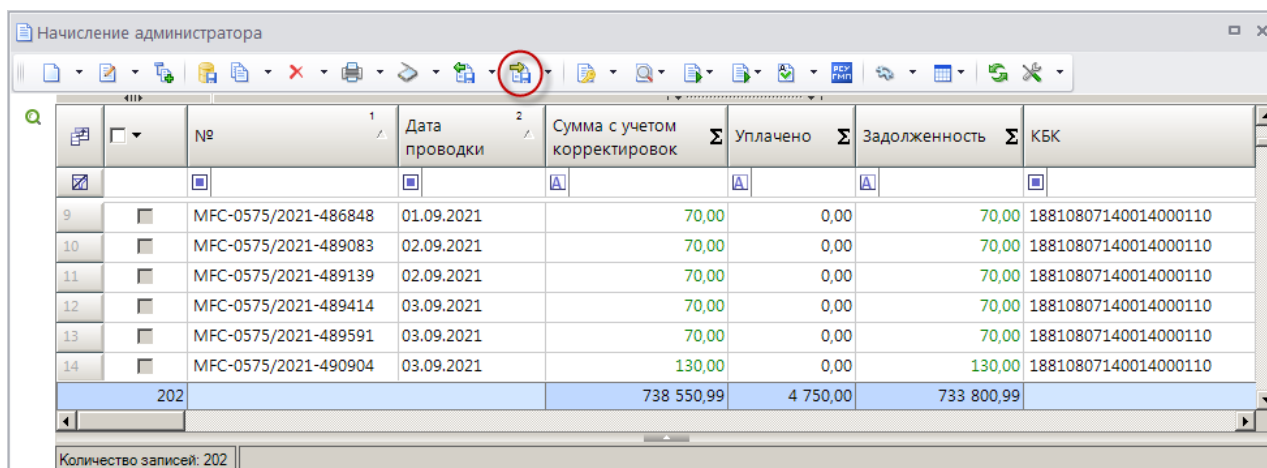 Начисление администратора
РСУ
ГМП
№ 1 Дата проводки 2 Сумма с учетом корректировок Σ Уплачено Σ Задолженность Σ КБК
A A A
9 MFC-0575/2021-486848 01.09.2021 70,00 0,00 70,00 18810807140014000110
10 MFC-0575/2021-489083 02.09.2021 70,00 0,00 70,00 18810807140014000110
11 MFC-0575/2021-489139 02.09.2021 70,00 0,00 70,00 18810807140014000110
12 MFC-0575/2021-489414 03.09.2021 70,00 0,00 70,00 18810807140014000110
13 MFC-0575/2021-489591 03.09.2021 70,00 0,00 70,00 18810807140014000110
14 MFC-0575/2021-490904 03.09.2021 130,00 0,00 130,00 18810807140014000110
202 738 550,99 4 750,00 733 800,99
Количество записей: 202